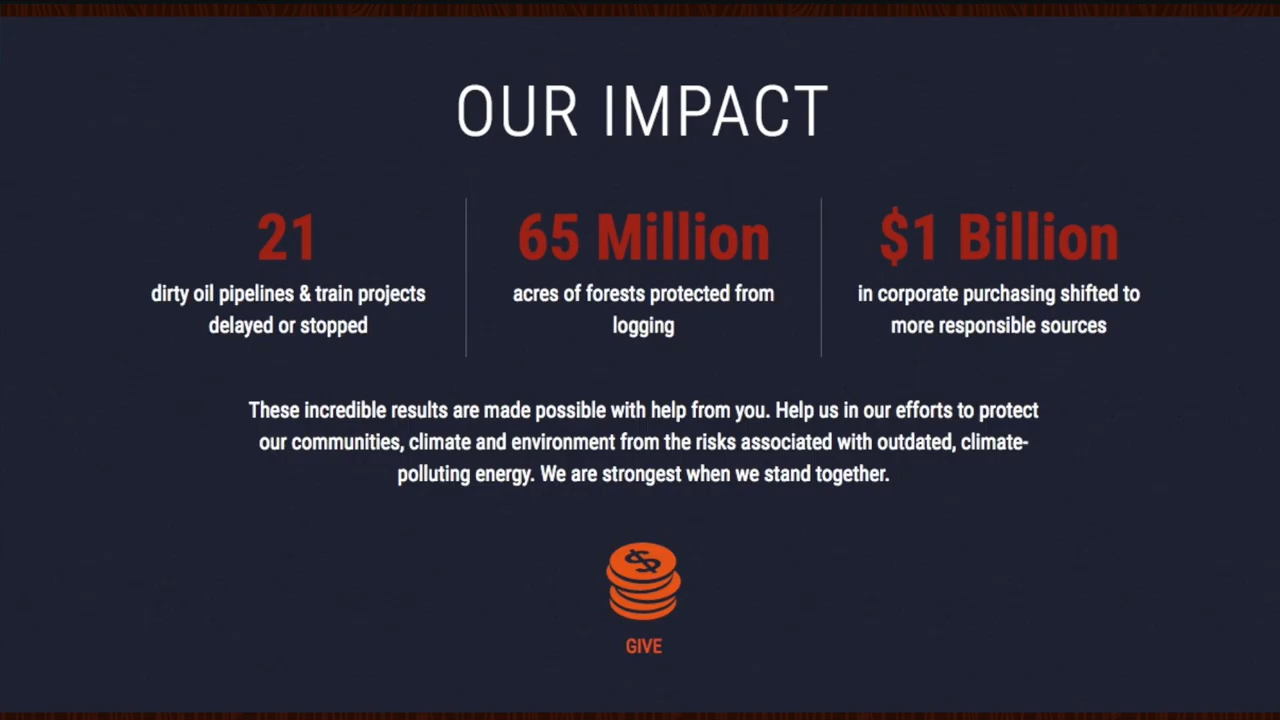 OUR IMPACT
21
dirty oil pipelines & train projects
delayed or stopped
65 Million
acres of forests protected from
logging
$1 Billion
in corporate purchasing shifted to
more responsible sources
These incredible results are made possible with help from you. Help us in our efforts to protect
our communities, climate and environment from the risks associated with outdated, climate-
polluting energy. We are strongest when we stand together.
$
GIVE